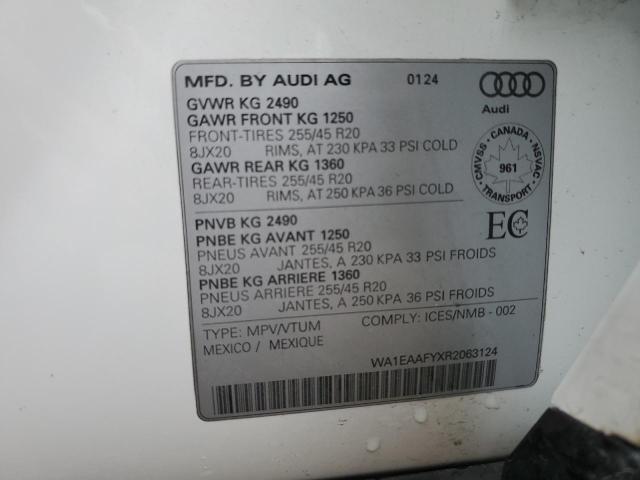 MFD. BY AUDI AG 0124
Audi
GVWR KG 2490
GAWR FRONT KG 1250
FRONT-TIRES 255/45 R20
8JX20 RIMS, AT 230 KPA 33 PSI COLD
GAWR REAR KG 1360
REAR-TIRES 255/45 R20
8JX20 RIMS, AT 250 KPA 36 PSI COLD
CMVSS - CANADA - NSVAC
961
TRANSPORT
PNVB KG 2490
PNBE KG AVANT 1250
PNEUS AVANT 255/45 R20
8JX20 JANTES, A 230 KPA 33 PSI FROIDS
PNBE KG ARRIERE 1360
PNEUS ARRIERE 255/45 R20
8JX20 JANTES, A 250 KPA 36 PSI FROIDS
EC
TYPE: MPV/VTUM COMPLY: ICES/NMB - 002
MEXICO / MEXIQUE
WA1EAAFYXR2063124